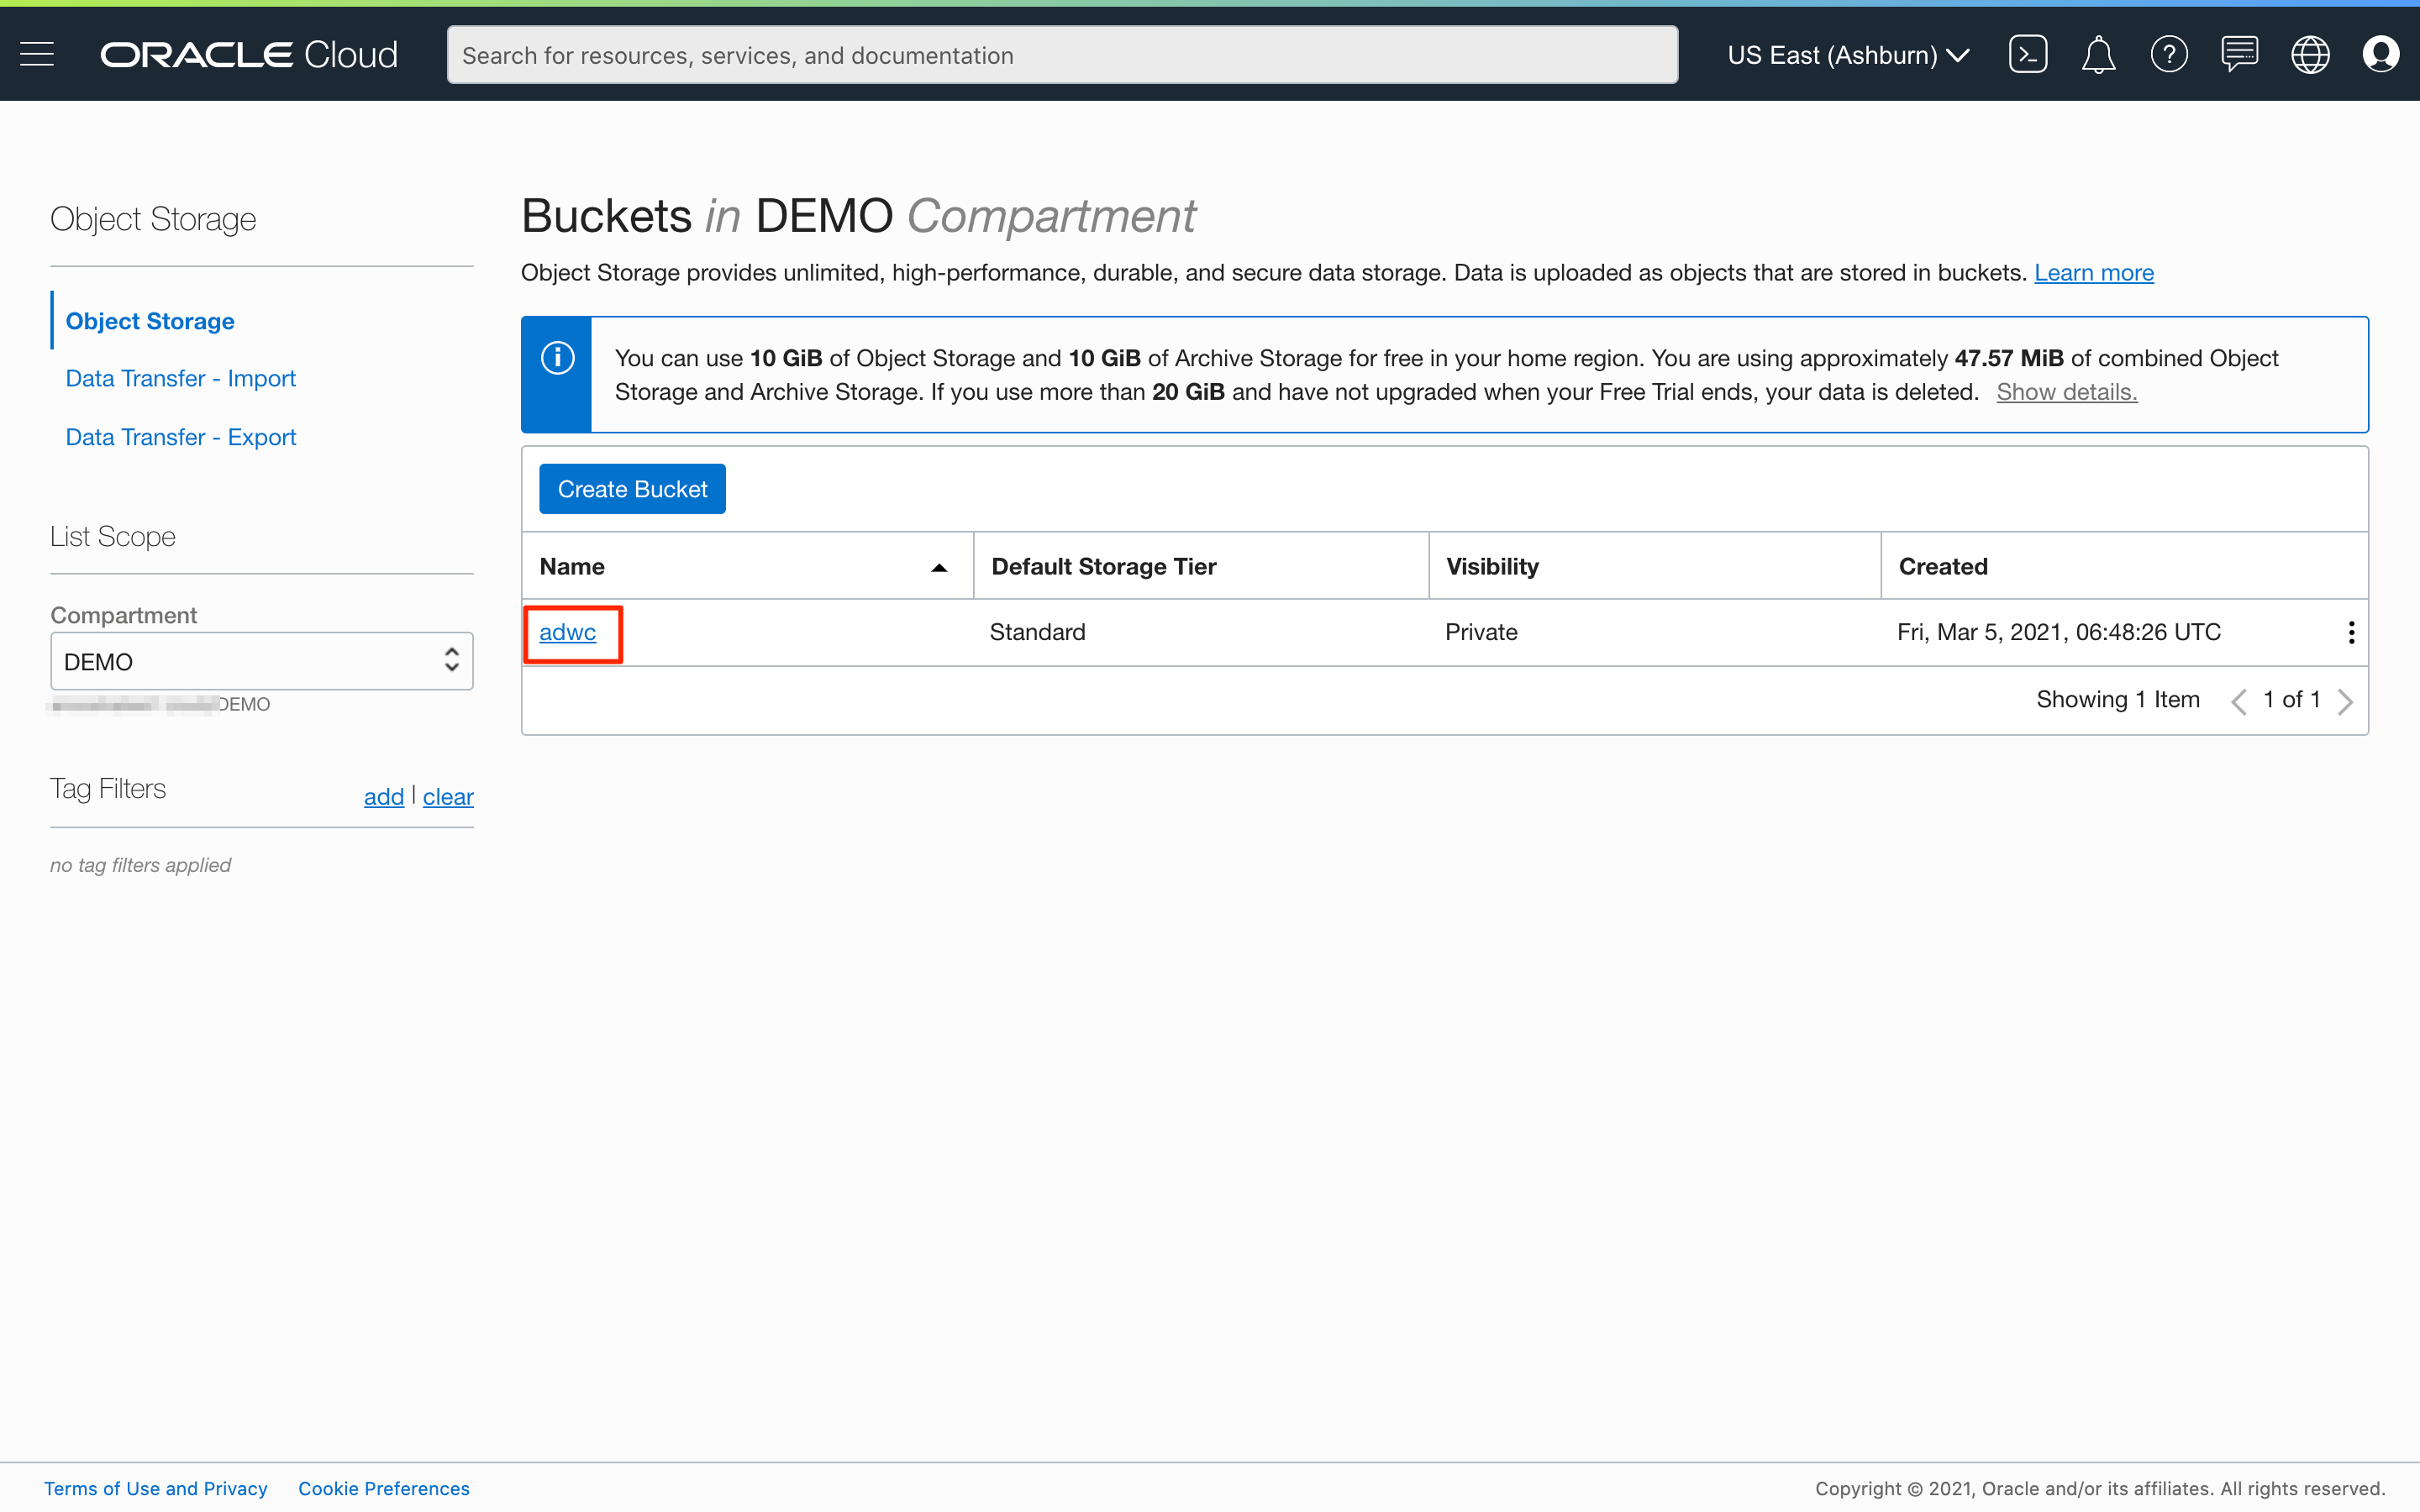 ORACLE Cloud
Search for resources, services, and documentation
US East (Ashburn)
Object Storage
Object Storage
Data Transfer - Import
Data Transfer - Export
List Scope
Compartment
DEMO
DEMO
Tag Filters
add | clear
no tag filters applied
Buckets in DEMO Compartment
Object Storage provides unlimited, high-performance, durable, and secure data storage. Data is uploaded as objects that are stored in buckets. Learn more
You can use 10 GiB of Object Storage and 10 GiB of Archive Storage for free in your home region. You are using approximately 47.57 MiB of combined Object
Storage and Archive Storage. If you use more than 20 GiB and have not upgraded when your Free Trial ends, your data is deleted. Show details.
Create Bucket
Name Default Storage Tier Visibility Created
adwc Standard Private Fri, Mar 5, 2021, 06:48:26 UTC
Showing 1 Item 1 of 1
Terms of Use and Privacy Cookie Preferences
Copyright © 2021, Oracle and/or its affiliates. All rights reserved.